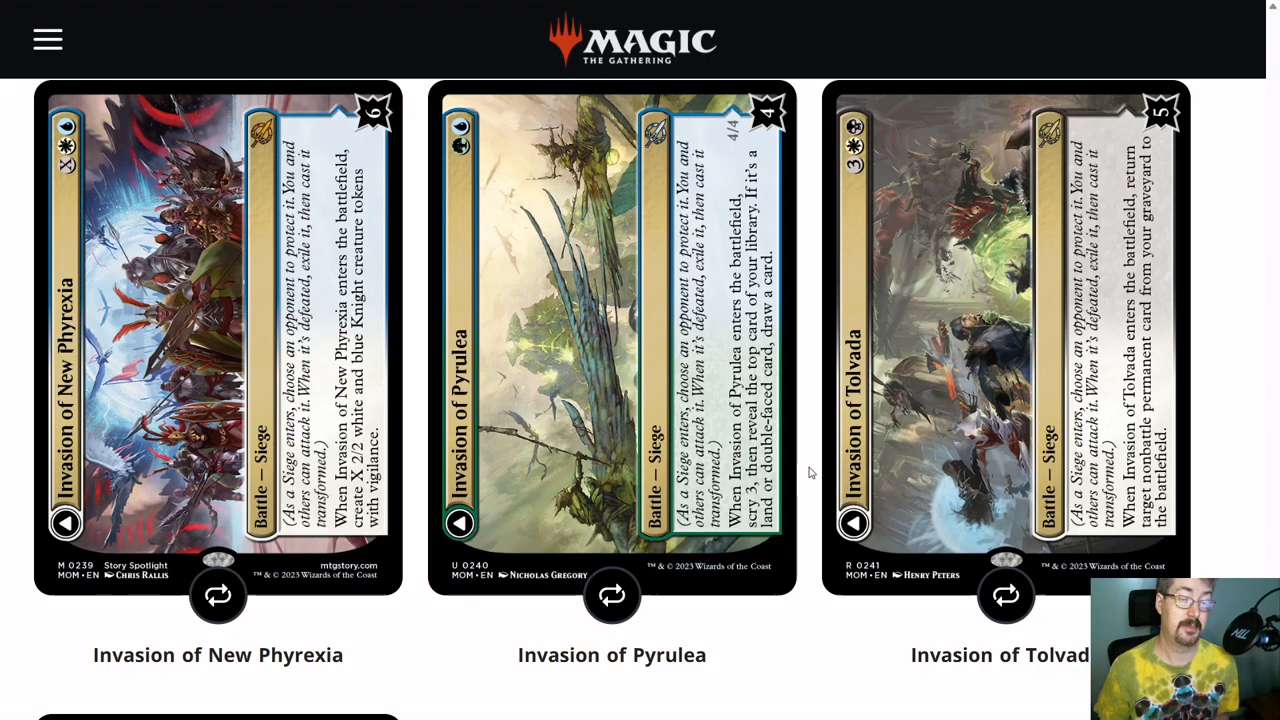 MAGIC
THE GATHERING
Invasion of New Phyrexia
X
Battle — Siege
6
(As a Siege enters, choose an opponent to protect it. You and
others can attack it. When it's defeated, exile it, then cast it
transformed.)
When Invasion of New Phyrexia enters the battlefield,
create X 2/2 white and blue Knight creature tokens
with vigilance.
M 0239 Story Spotlight mtgstory.com
MOM • EN CHRIS RALLIS ™ & © 2023 Wizards of the Coast
Invasion of Pyrulea
Battle — Siege
4
4/4
(As a Siege enters, choose an opponent to protect it. You and
others can attack it. When it's defeated, exile it, then cast it
transformed.)
When Invasion of Pyrulea enters the battlefield,
scry 3, then reveal the top card of your library. If it's a
land or double-faced card, draw a card.
U 0240
MOM • EN NICHOLAS GREGORY ™ & © 2023 Wizards of the Coast
Invasion of Tolvada
3
Battle — Siege
5
(As a Siege enters, choose an opponent to protect it. You and
others can attack it. When it's defeated, exile it, then cast it
transformed.)
When Invasion of Tolvada enters the battlefield, return
target nonbattle permanent card from your graveyard to
the battlefield.
R 0241
MOM • EN HENRY PETERS ™ & © 2023 Wizards of the Coast
Invasion of New Phyrexia
Invasion of Pyrulea
Invasion of Tolvad